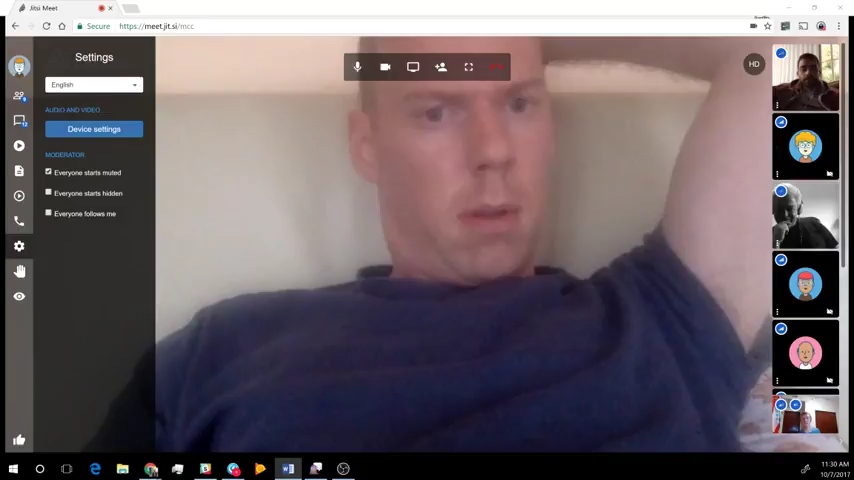 Jitsi Meet
Secure
https://meet.jit.si/mcc
Settings
HD
English
AUDIO AND VIDEO
Device settings
MODERATOR
Everyone starts muted
Everyone starts hidden
Everyone follows me
11:30 AM
10/7/2017